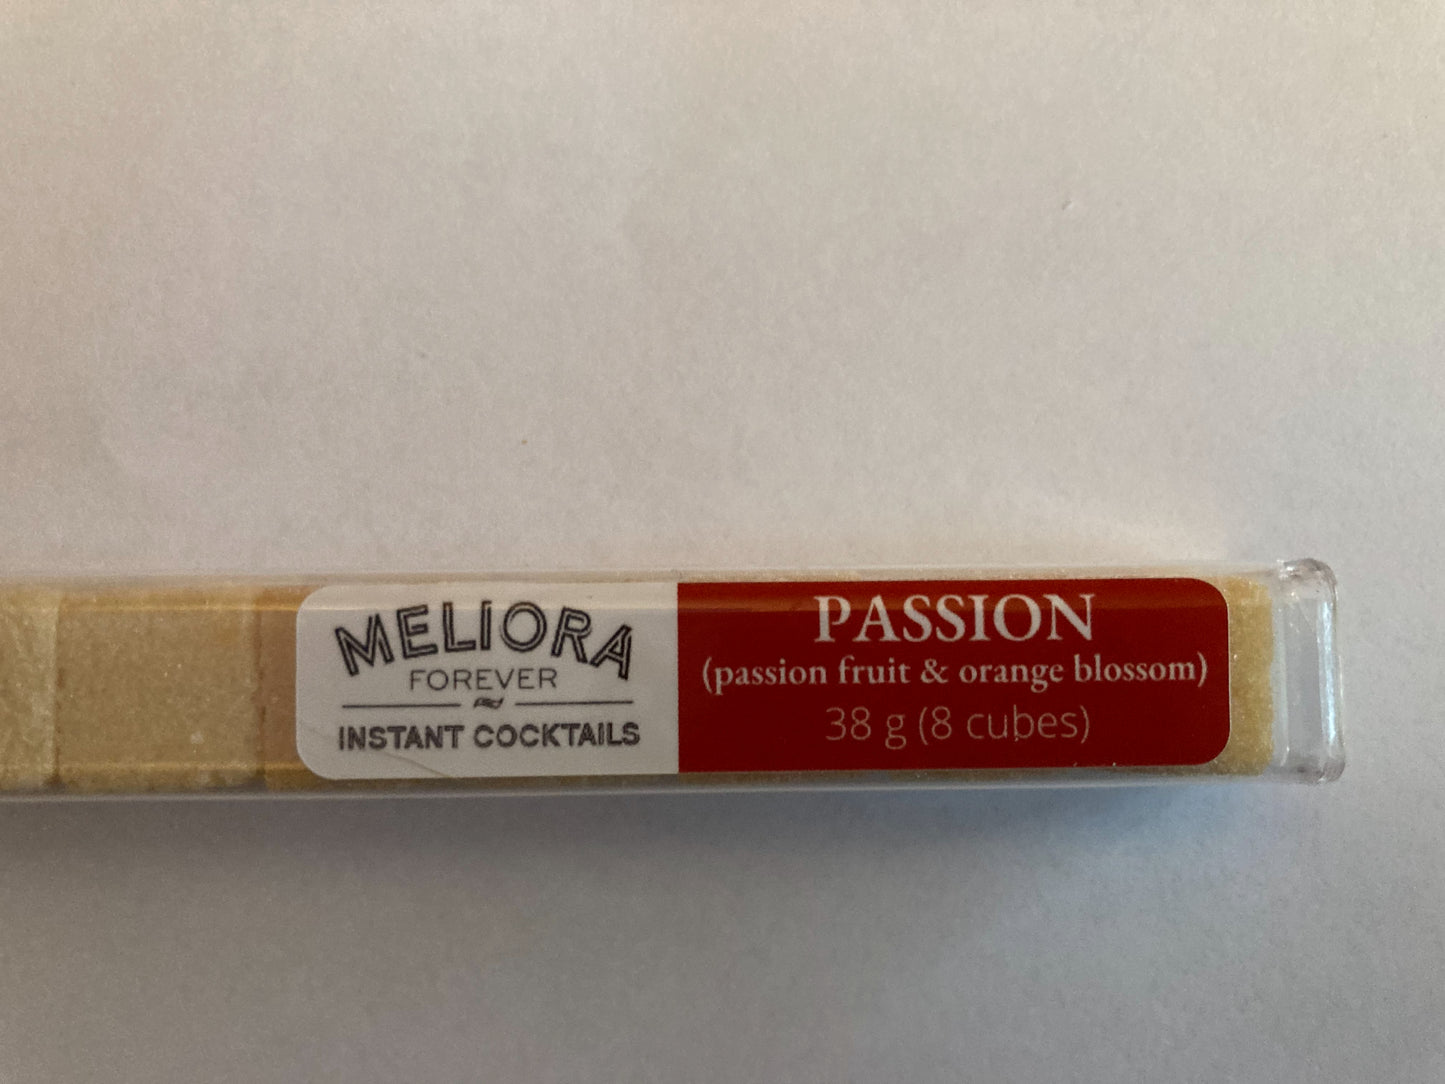 MELIORA
FOREVER
INSTANT COCKTAILS
PASSION
(passion fruit & orange blossom)
38 g (8 cubes)